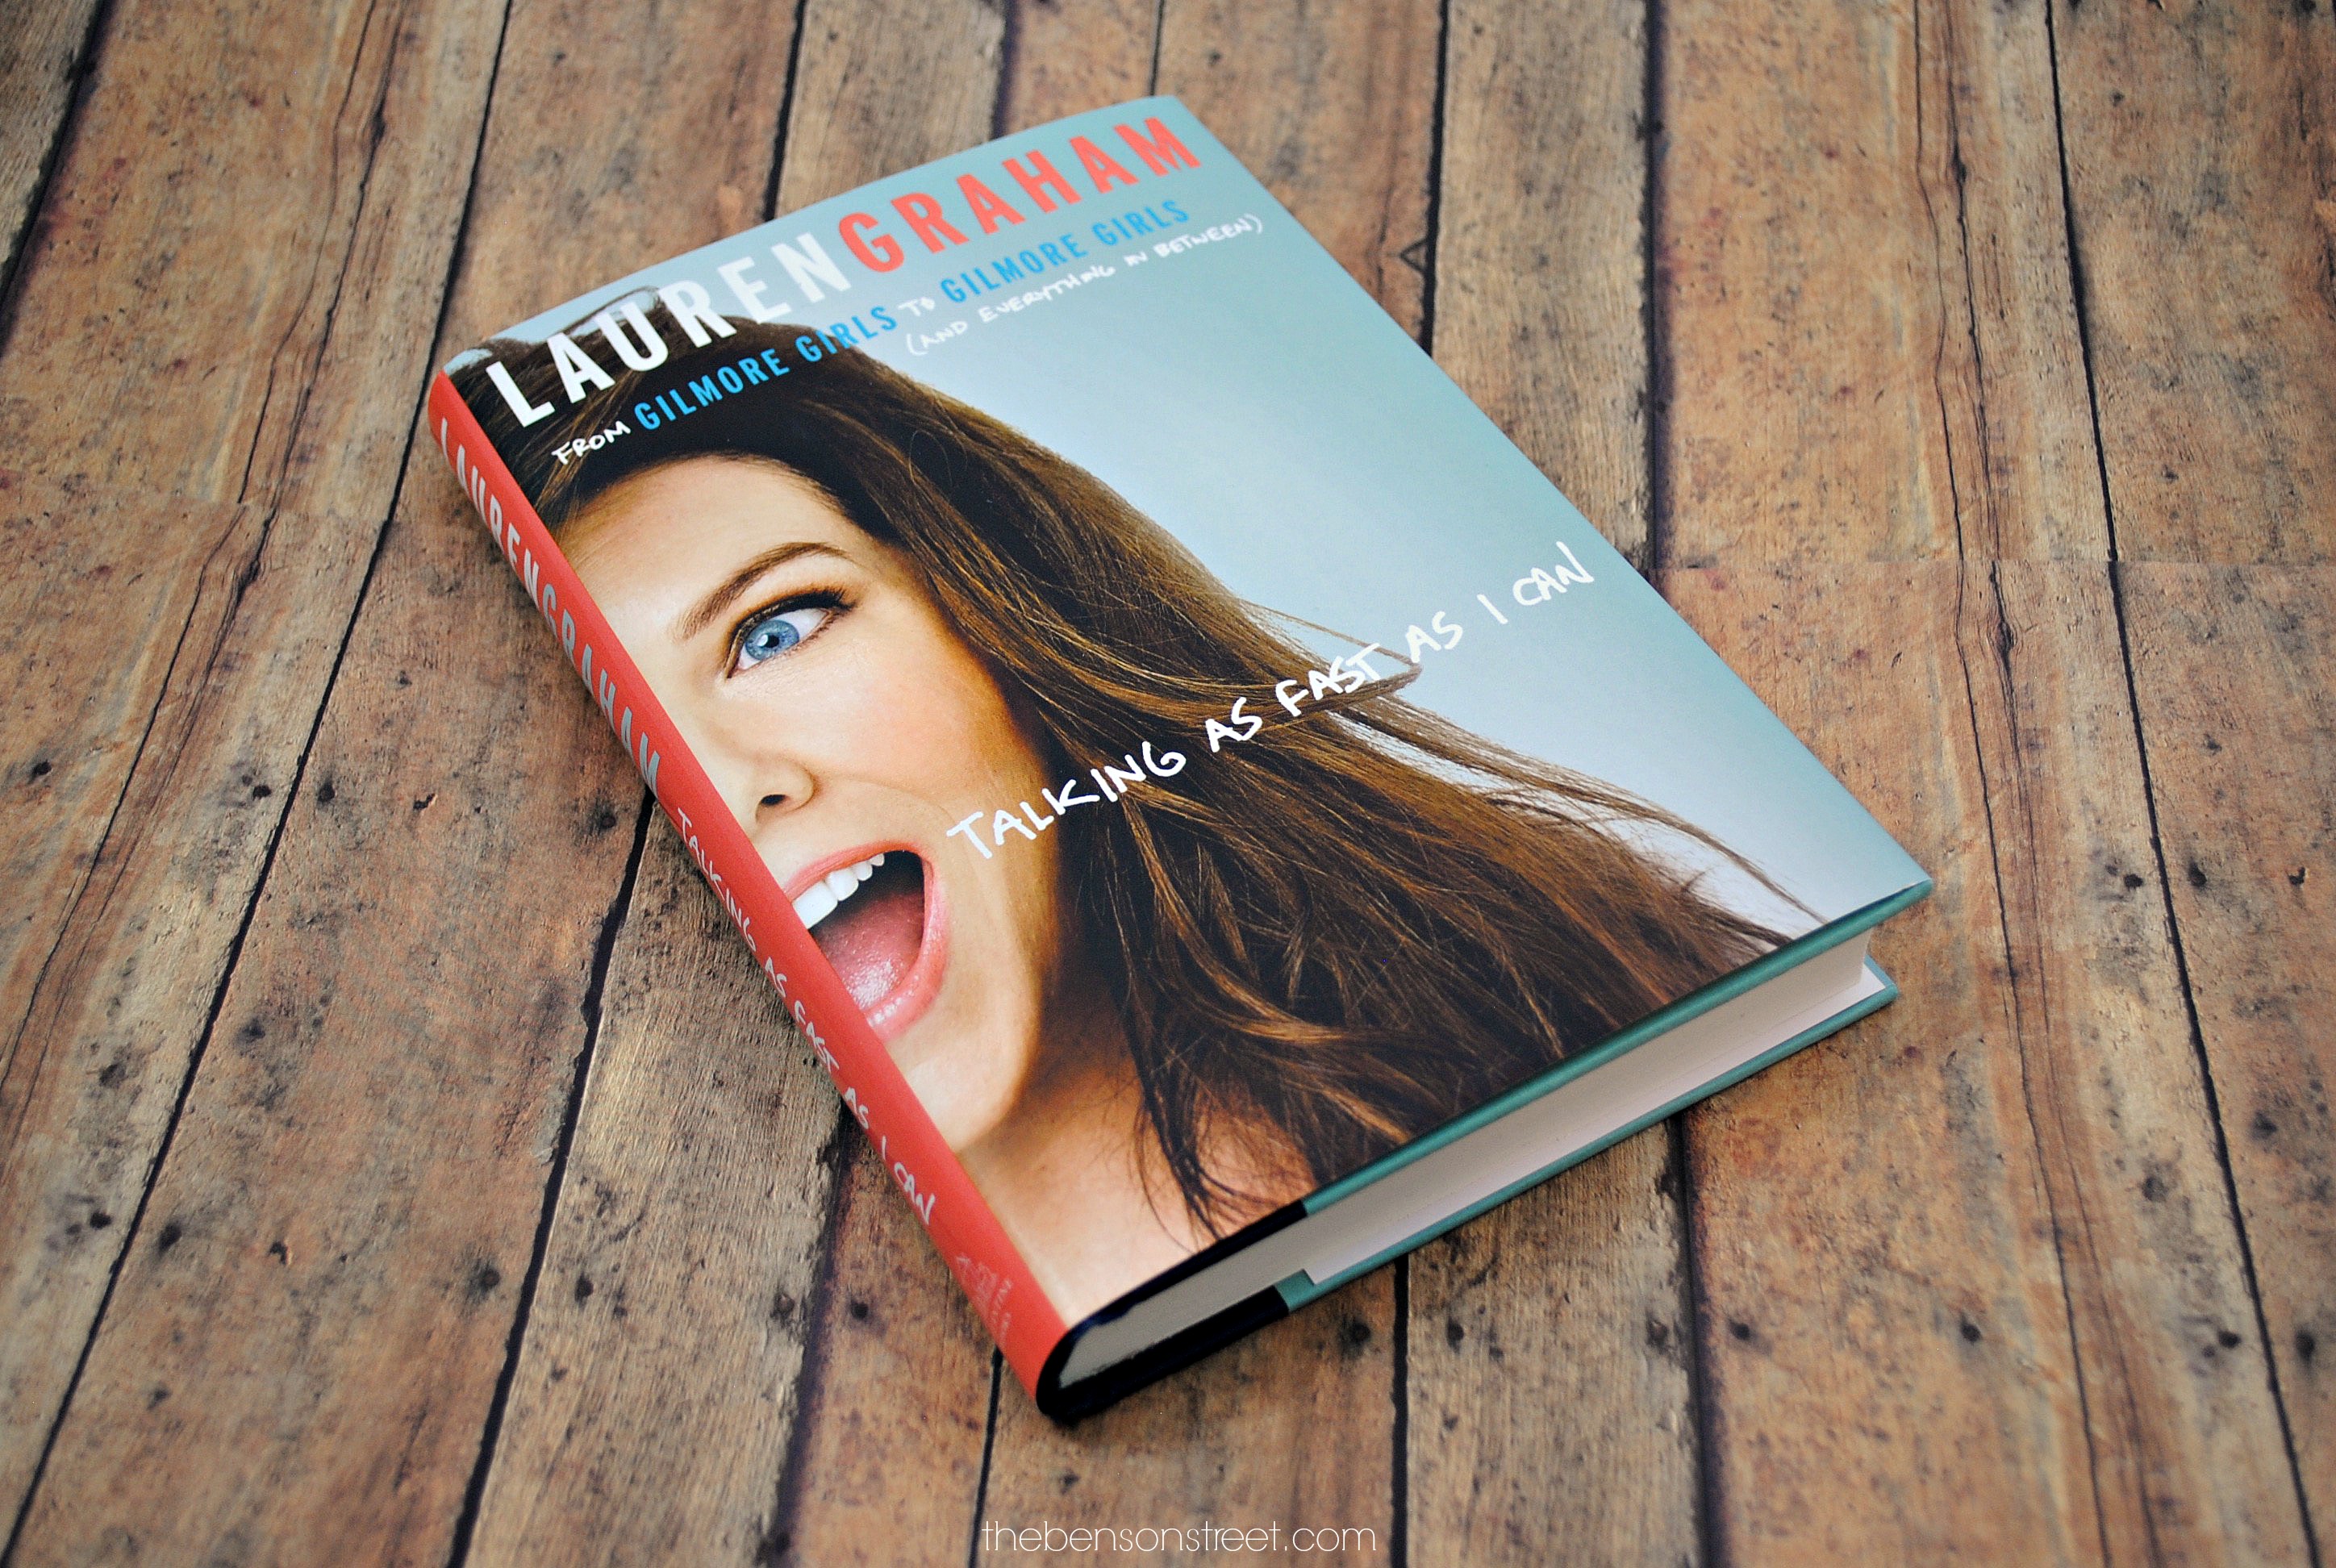 LAURENGRAHAM
FROM GILMORE GIRLS TO GILMORE GIRLS
(AND EVERYTHING IN BETWEEN)
TALKING AS FAST AS I CAN
LAURENGRAHAM TALKING AS FAST AS I CAN
thebensonstreet.com